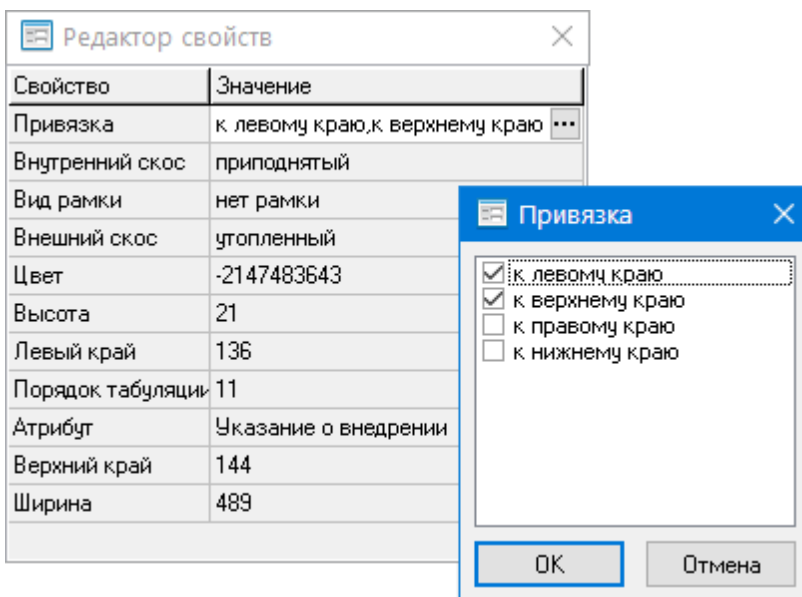 Редактор свойств
Свойство Значение
Привязка к левому краю,к верхнему краю ...
Внутренний скос приподнятый
Вид рамки нет рамки
Внешний скос утопленный
Цвет -2147483643
Высота 21
Левый край 136
Порядок табуляции 11
Атрибут Указание о внедрении
Верхний край 144
Ширина 489
Привязка
к левому краю
к верхнему краю
к правому краю
к нижнему краю
OK Отмена